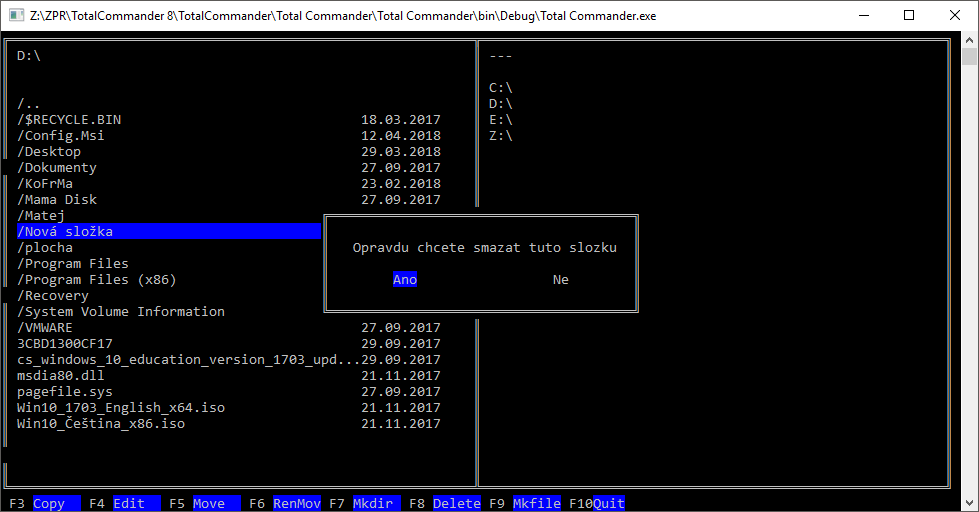 Z:\ZPR\TotalCommander 8\TotalCommander\Total Commander\Total Commander\bin\Debug\Total Commander.exe
D:\
/..
/$RECYCLE.BIN 18.03.2017
/Config.Msi 12.04.2018
/Desktop 29.03.2018
/Dokumenty 27.09.2017
/KoFrMa 23.02.2018
/Mama Disk 27.09.2017
/Matej
/Nová složka
/plocha
/Program Files
/Program Files (x86)
/Recovery
/System Volume Information
/VMWARE 27.09.2017
3CBD1300CF17 29.09.2017
cs_windows_10_education_version_1703_upd...29.09.2017
msdia80.dll 21.11.2017
pagefile.sys 27.09.2017
Win10_1703_English_x64.iso 21.11.2017
Win10_Čeština_x86.iso 21.11.2017
---
C:\
D:\
E:\
Z:\
Opravdu chcete smazat tuto slozku
Ano Ne
F3 Copy F4 Edit F5 Move F6 RenMov F7 Mkdir F8 Delete F9 Mkfile F10Quit